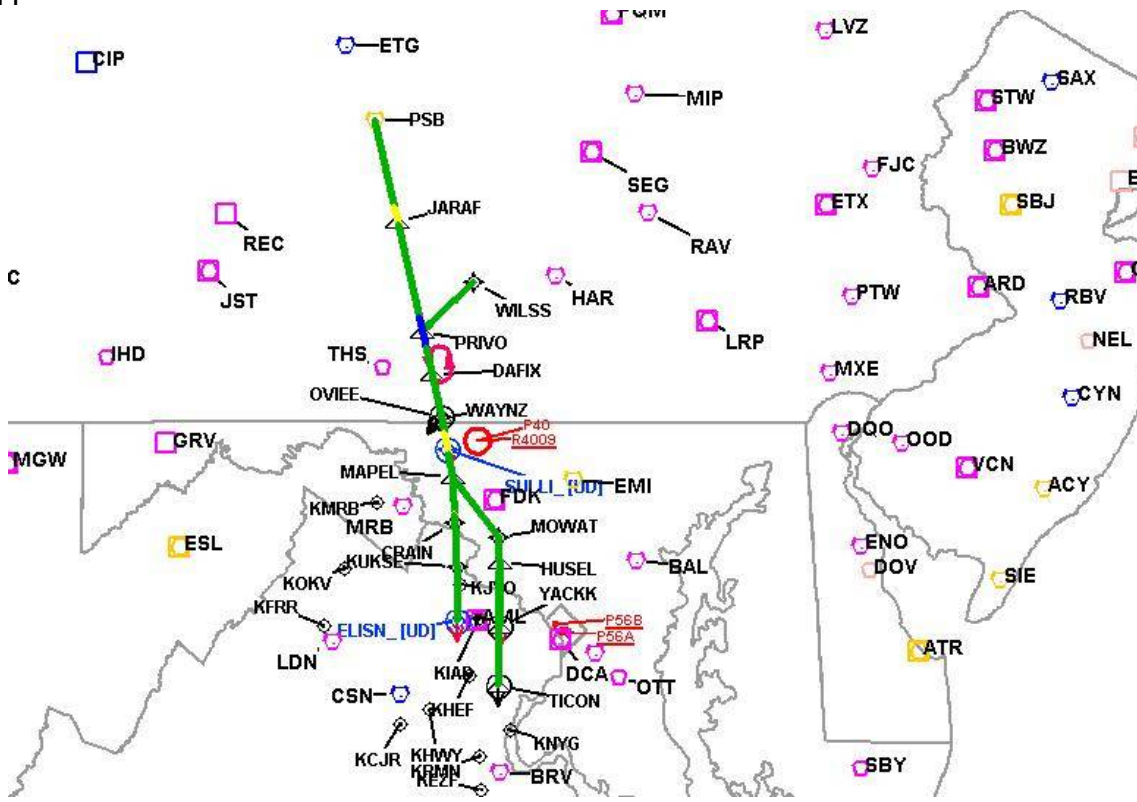 LVZ
ETG
CIP
SAX
MIP
STW
PSB
BWZ
FJC
SEG
JARAF
ETX
SBJ
REC
RAV
C
WILSS
HAR
ARD
JST
PTW
RBV
PRIVO
LRP
NEL
IHD
THS
DAFIX
MXE
OVIEE
WAYNZ
CYN
P40
R4009
GRV
DQO
OOD
MGW
MAPEL
VCN
SULLI_[UD]
EMI
ACY
KMRB
FDK
MRB
MOWAT
ESL
CRAIN
ENO
KUKSE
HUSEL
BAL
DOV
KOKV
SIE
YACKK
KFRR
ELISN_[UD]
P56B
P56A
LDN
ATR
KIAD
DCA
OTT
CSN
KHEF
TICON
KNYG
KCJR
KHWY
KRMN
BRV
SBY
KEZF